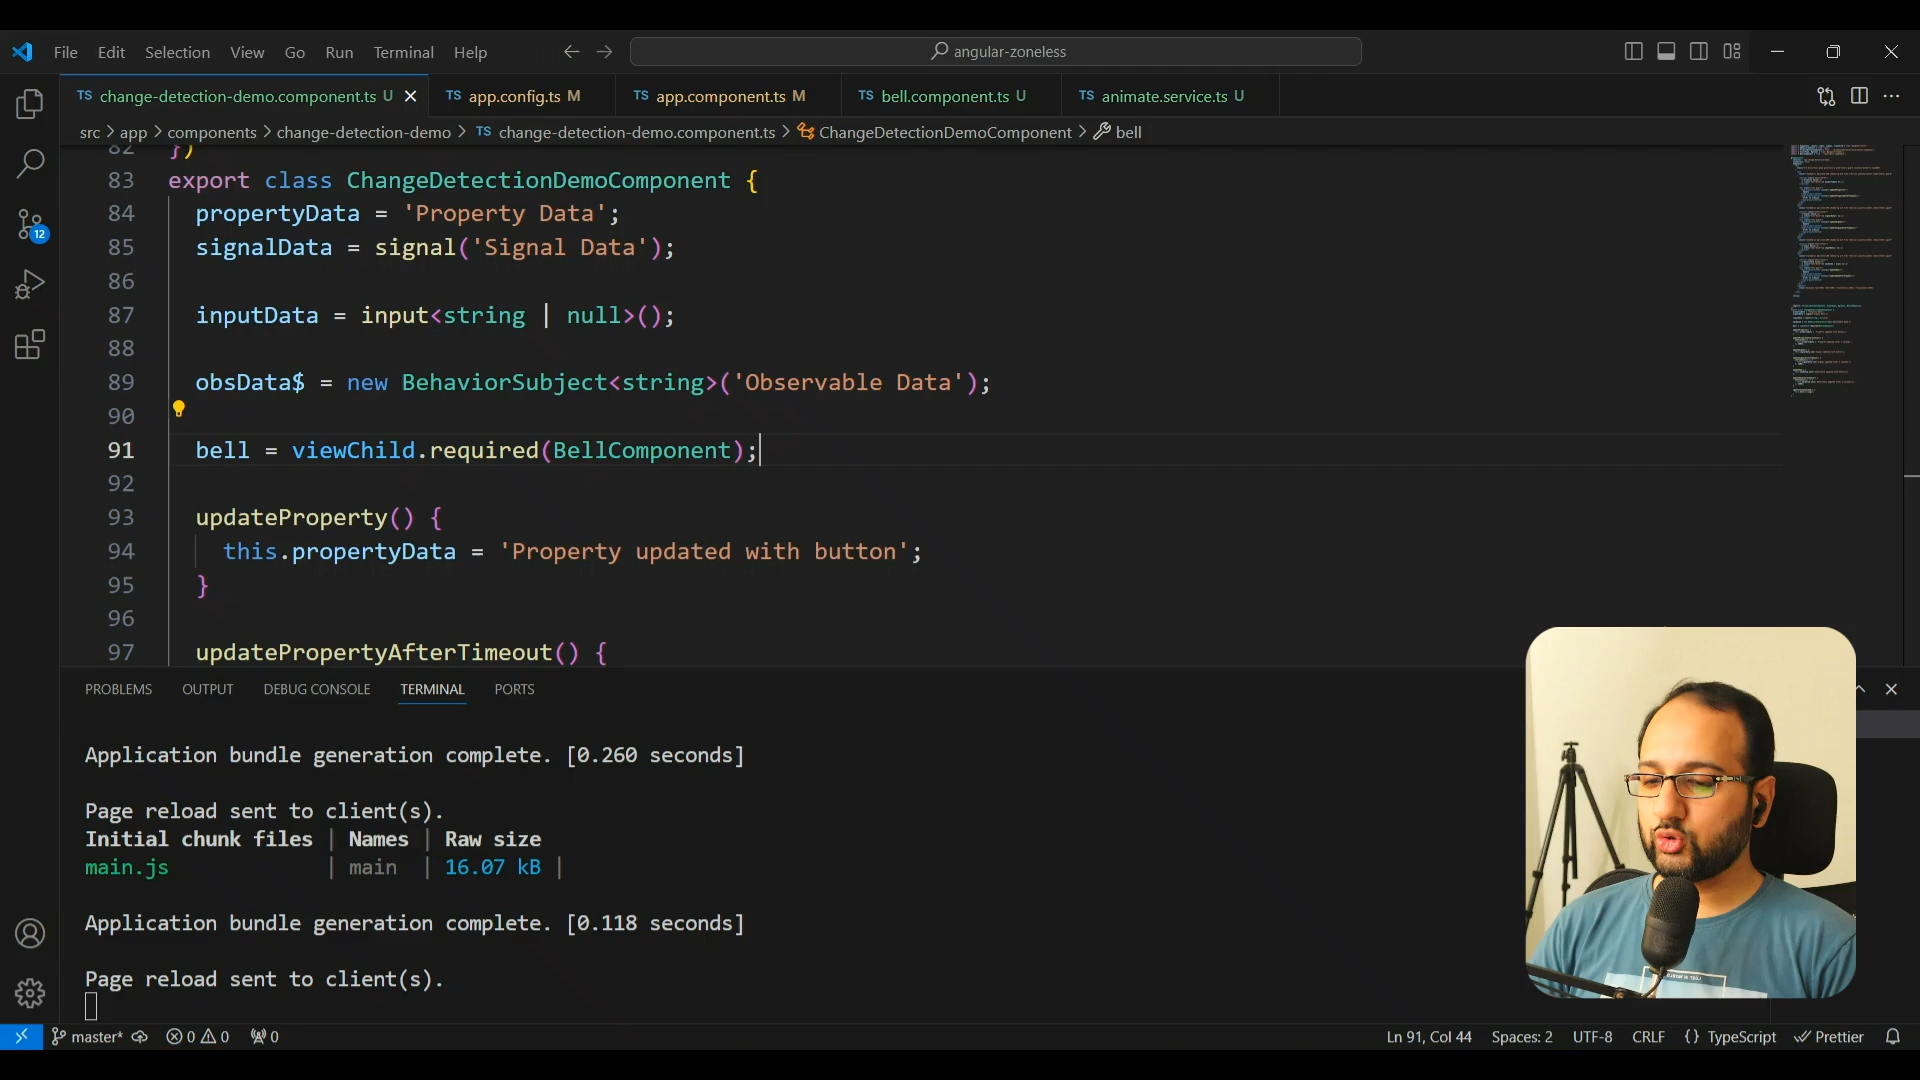 File Edit Selection View Go Run Terminal Help
angular-zoneless
TS change-detection-demo.component.ts U
TS app.config.ts M
TS app.component.ts M
TS bell.component.ts U
TS animate.service.ts U
src > app > components > change-detection-demo > TS change-detection-demo.component.ts > ChangeDetectionDemoComponent > bell
82 })
83 export class ChangeDetectionDemoComponent {
84 propertyData = 'Property Data';
85 signalData = signal('Signal Data');
86
87 inputData = input<string | null>();
88
89 obsData$ = new BehaviorSubject<string>('Observable Data');
90
91 bell = viewChild.required(BellComponent);
92
93 updateProperty() {
94 this.propertyData = 'Property updated with button';
95 }
96
97 updatePropertyAfterTimeout() {
12
PROBLEMS OUTPUT DEBUG CONSOLE TERMINAL PORTS
Application bundle generation complete. [0.260 seconds]
Page reload sent to client(s).
Initial chunk files | Names | Raw size
main.js | main | 16.07 kB |
Application bundle generation complete. [0.118 seconds]
Page reload sent to client(s).
master* 0 0 0 Ln 91, Col 44 Spaces: 2 UTF-8 CRLF {} TypeScript Prettier